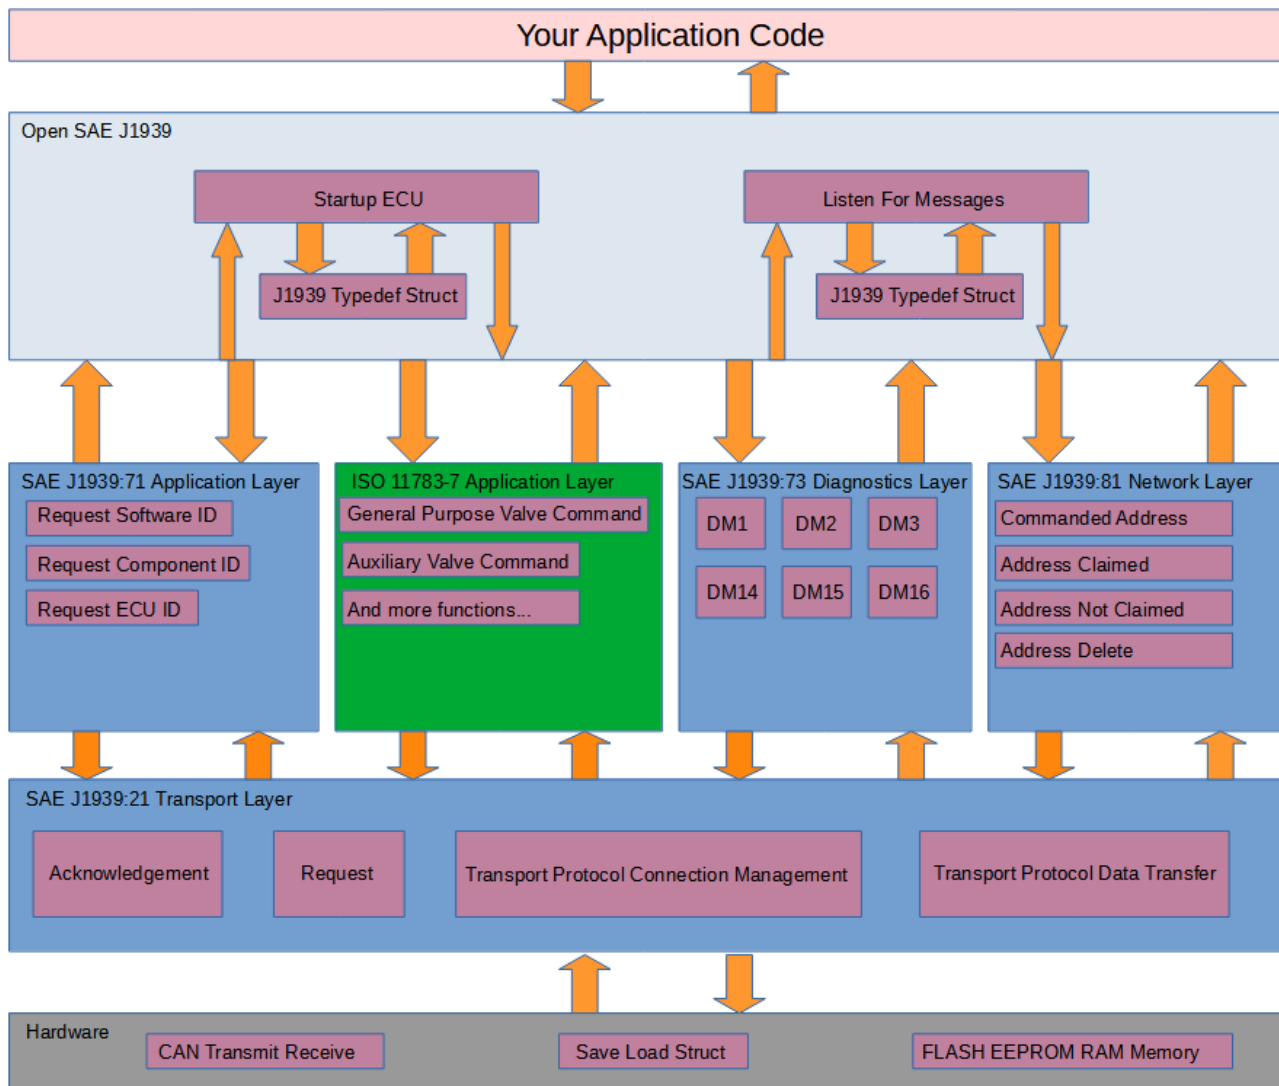 Your Application Code
Open SAE J1939
Startup ECU
Listen For Messages
J1939 Typedef Struct
J1939 Typedef Struct
SAE J1939:71 Application Layer
Request Software ID
Request Component ID
Request ECU ID
ISO 11783-7 Application Layer
General Purpose Valve Command
Auxiliary Valve Command
And more functions...
SAE J1939:73 Diagnostics Layer
DM1
DM2
DM3
DM14
DM15
DM16
SAE J1939:81 Network Layer
Commanded Address
Address Claimed
Address Not Claimed
Address Delete
SAE J1939:21 Transport Layer
Acknowledgement
Request
Transport Protocol Connection Management
Transport Protocol Data Transfer
Hardware
CAN Transmit Receive
Save Load Struct
FLASH EEPROM RAM Memory